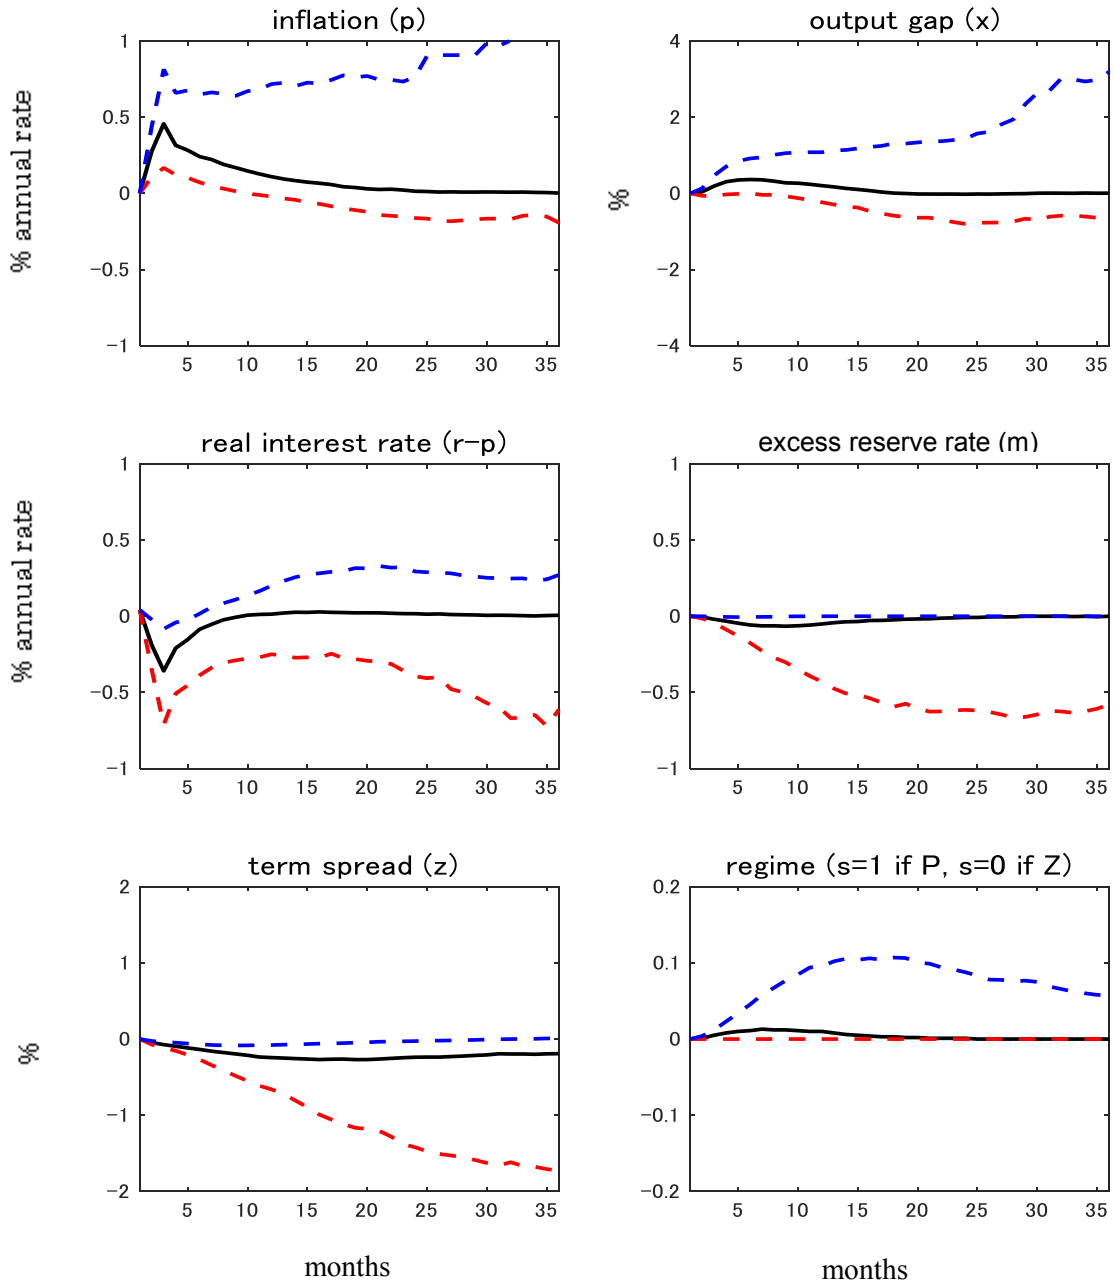 inflation (p)
% annual rate
1
0.5
0
−0.5
−1
5 10 15 20 25 30 35
output gap (x)
%
4
2
0
−2
−4
5 10 15 20 25 30 35
real interest rate (r−p)
% annual rate
1
0.5
0
−0.5
−1
5 10 15 20 25 30 35
excess reserve rate (m)
1
0.5
0
−0.5
−1
5 10 15 20 25 30 35
term spread (z)
%
2
1
0
−1
−2
5 10 15 20 25 30 35
months
regime (s=1 if P, s=0 if Z)
0.2
0.1
0
−0.1
−0.2
5 10 15 20 25 30 35
months